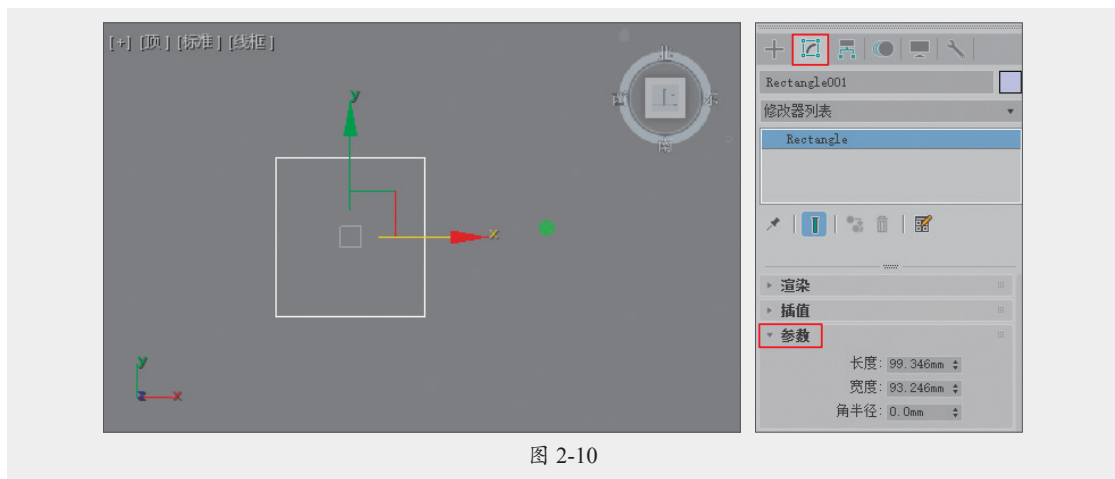 [+] [顶] [标准] [线框]
北
西
上
东
南
y
x
y
z
x
Rectangle001
修改器列表
Rectangle
渲染
插值
参数
长度: 99.346mm
宽度: 93.246mm
角半径: 0.0mm
图 2-10